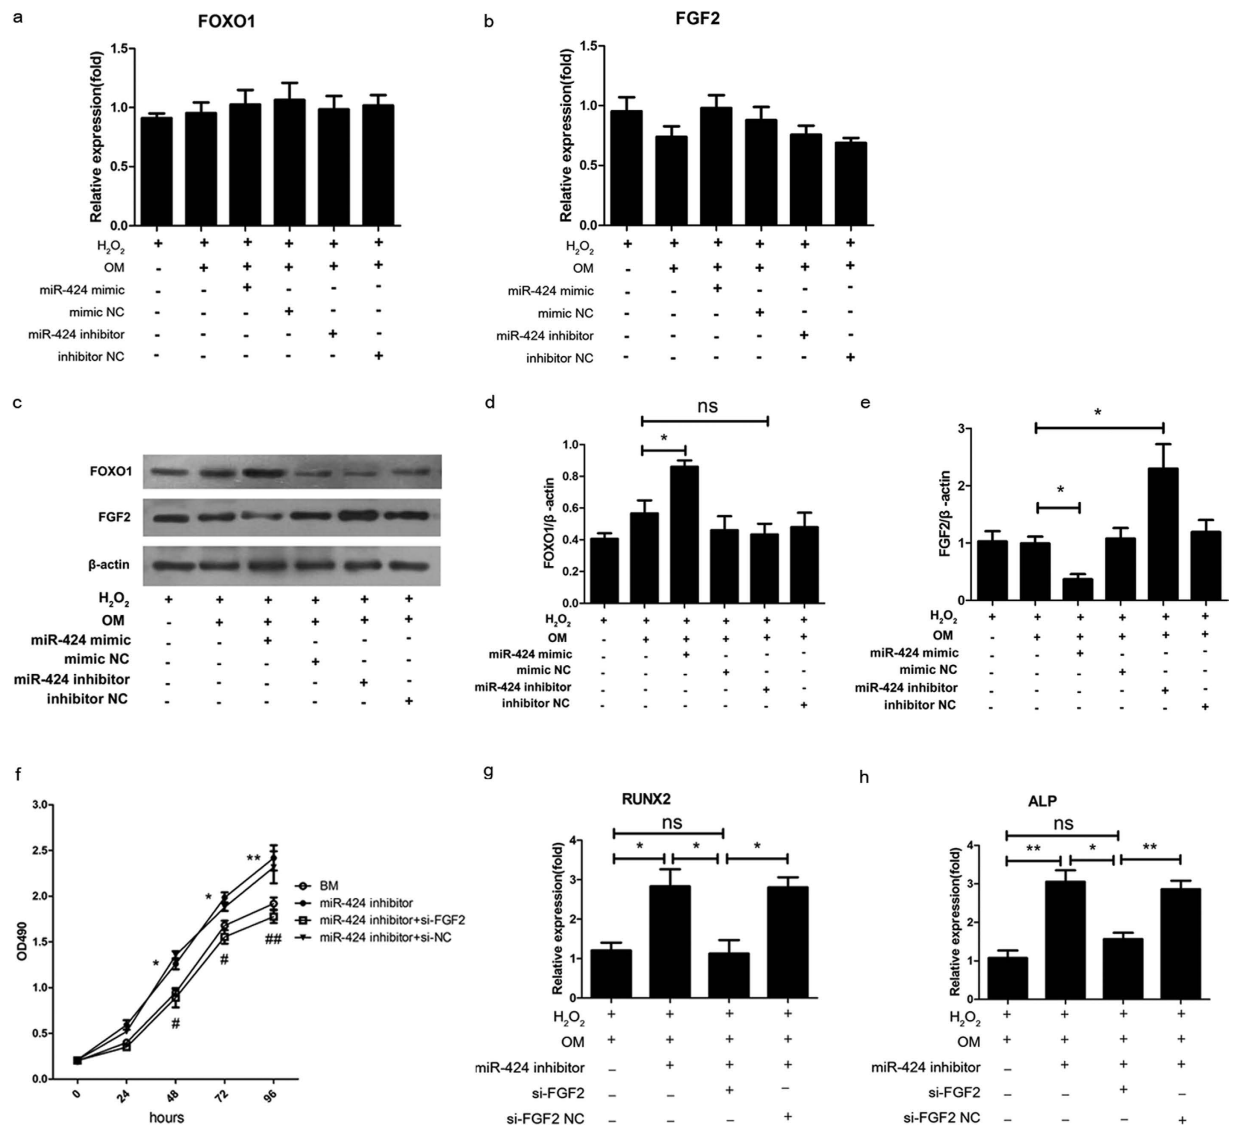 a
FOXO1
Relative expression(fold)
1.5
1.0
0.5
0.0
H2O2 + + + + + +
OM - + + + + +
miR-424 mimic - - + - - -
mimic NC - - - + - -
miR-424 inhibitor - - - - + -
inhibitor NC - - - - - +
b
FGF2
Relative expression(fold)
1.5
1.0
0.5
0.0
H2O2 + + + + + +
OM - + + + + +
miR-424 mimic - - + - - -
mimic NC - - - + - -
miR-424 inhibitor - - - - + -
inhibitor NC - - - - - +
c
FOXO1
FGF2
β-actin
H2O2 + + + + + +
OM - + + + + +
miR-424 mimic - - + - - -
mimic NC - - - + - -
miR-424 inhibitor - - - - + -
inhibitor NC - - - - - +
d
ns
*
FOXO1/β -actin
1.0
0.8
0.6
0.4
0.2
0.0
H2O2 + + + + + +
OM - + + + + +
miR-424 mimic - - + - - -
mimic NC - - - + - -
miR-424 inhibitor - - - - + -
inhibitor NC - - - - - +
e
*
*
FGF2/β -actin
3
2
1
0
H2O2 + + + + + +
OM - + + + + +
miR-424 mimic - - + - - -
mimic NC - - - + - -
miR-424 inhibitor - - - - + -
inhibitor NC - - - - - +
f
OD490
3.0
2.5
2.0
1.5
1.0
0.5
0.0
* * **
# # ##
0 24 48 72 96
hours
BM
miR-424 inhibitor
miR-424 inhibitor+si-FGF2
miR-424 inhibitor+si-NC
g
RUNX2
ns
* * *
Relative expression(fold)
4
3
2
1
0
H2O2 + + + +
OM + + + +
miR-424 inhibitor – + + +
si-FGF2 – – + –
si-FGF2 NC – – – +
h
ALP
ns
** * **
Relative expression(fold)
4
3
2
1
0
H2O2 + + + +
OM + + + +
miR-424 inhibitor – + + +
si-FGF2 – – + –
si-FGF2 NC – – – +